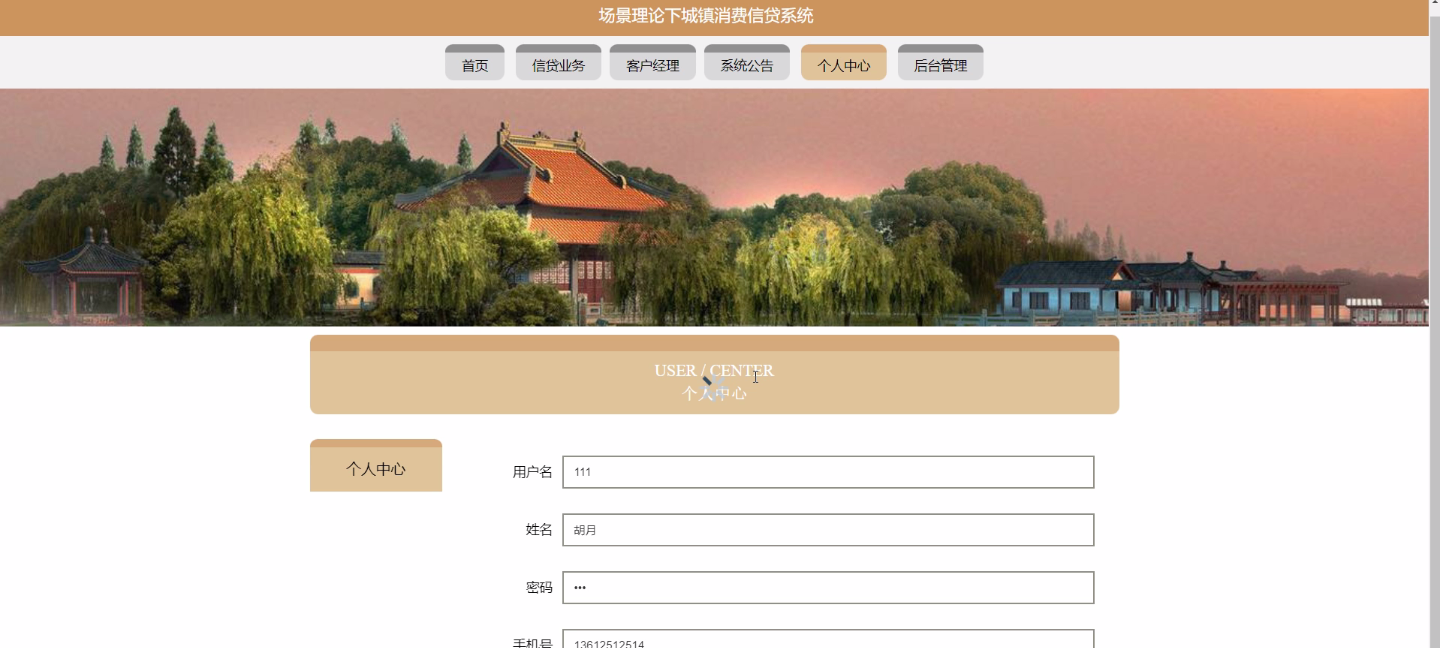 场景理论下城镇消费信贷系统
首页 信贷业务 客户经理 系统公告 个人中心 后台管理
USER / CENTER
个人中心
个人中心
用户名 111
姓名 胡月
密码 •••
手机号 13612512514